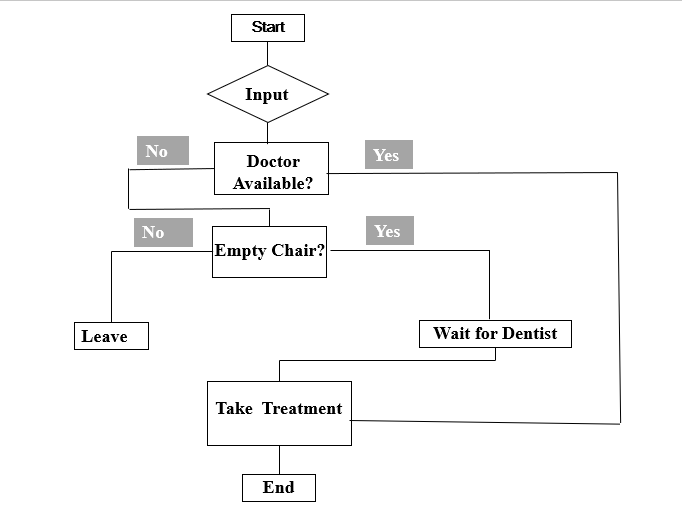 Start
Input
No
Doctor
Available?
Yes
No
Empty Chair?
Yes
Leave
Wait for Dentist
Take Treatment
End